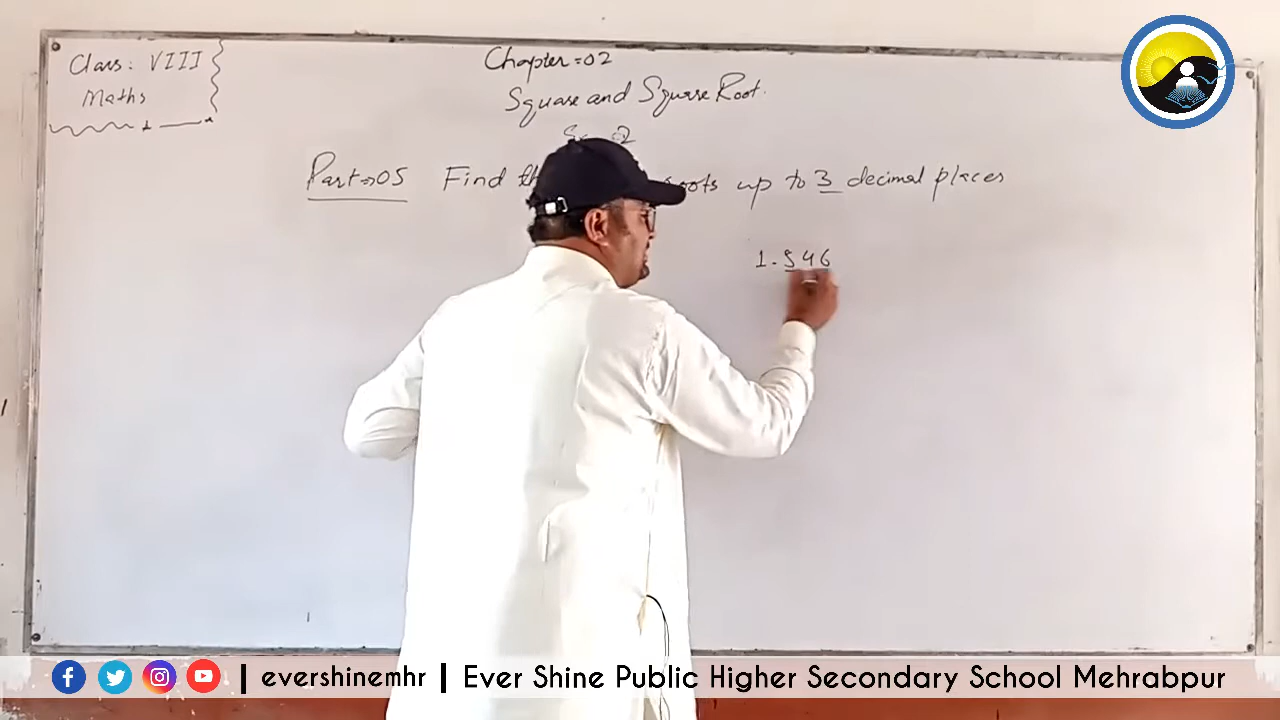 Class: VIII
Maths
Chapter = 02
Square and Square Root.
02
Part → 05 Find roots up to 3 decimal places
1.546
| evershinemhr | Ever Shine Public Higher Secondary School Mehrabpur